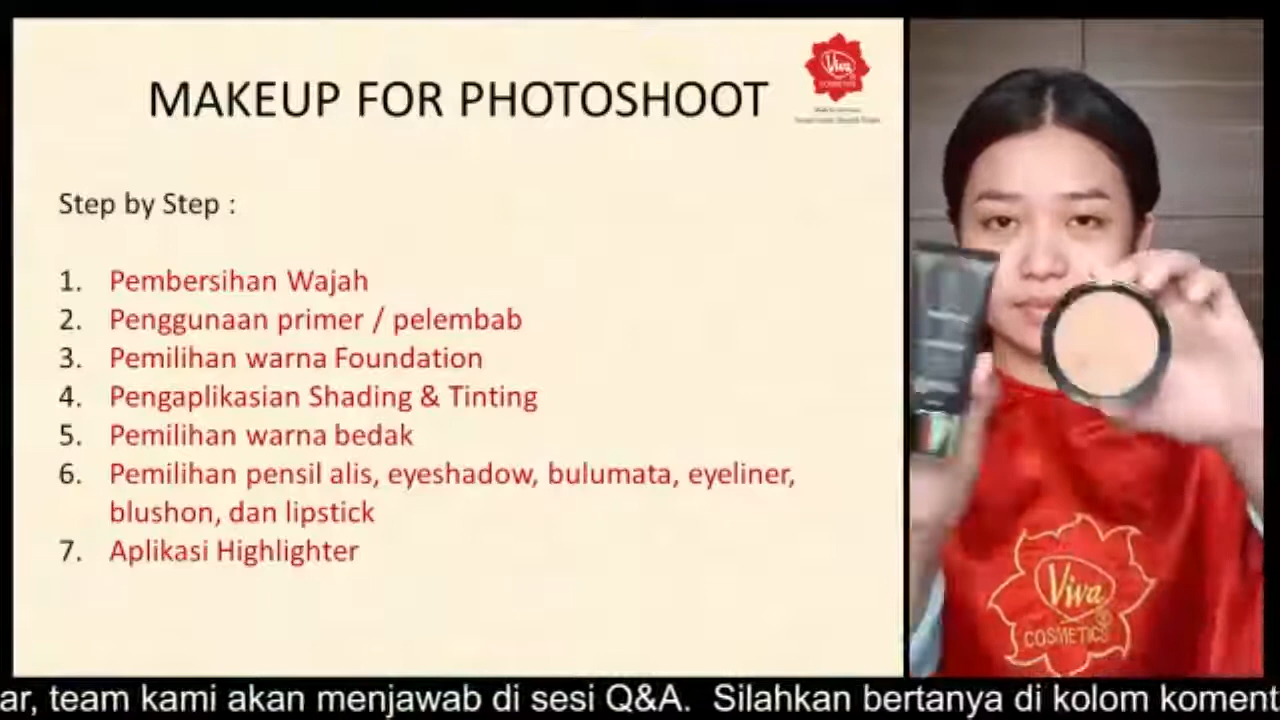 MAKEUP FOR PHOTOSHOOT
Viva
COSMETICS
Step by Step :
1. Pembersihan Wajah
2. Penggunaan primer / pelembab
3. Pemilihan warna Foundation
4. Pengaplikasian Shading & Tinting
5. Pemilihan warna bedak
6. Pemilihan pensil alis, eyeshadow, bulumata, eyeliner,
blushon, dan lipstick
7. Aplikasi Highlighter
Viva
COSMETICS
ar, team kami akan menjawab di sesi Q&A. Silahkan bertanya di kolom koment